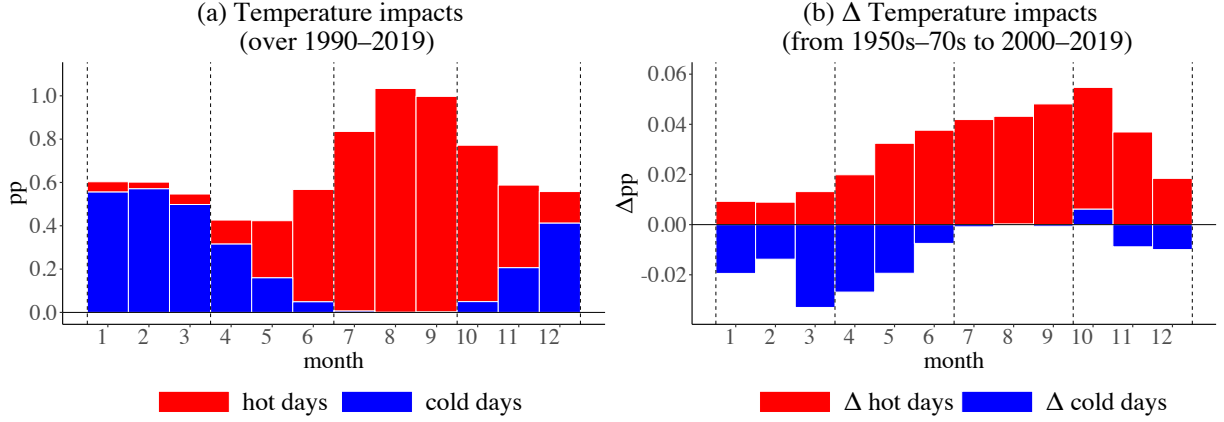 (a) Temperature impacts
(over 1990–2019)
pp
1.0
0.8
0.6
0.4
0.2
0.0
1 2 3 4 5 6 7 8 9 10 11 12
month
hot days cold days
(b) Δ Temperature impacts
(from 1950s–70s to 2000–2019)
Δpp
0.06
0.04
0.02
0.00
-0.02
1 2 3 4 5 6 7 8 9 10 11 12
month
Δ hot days Δ cold days